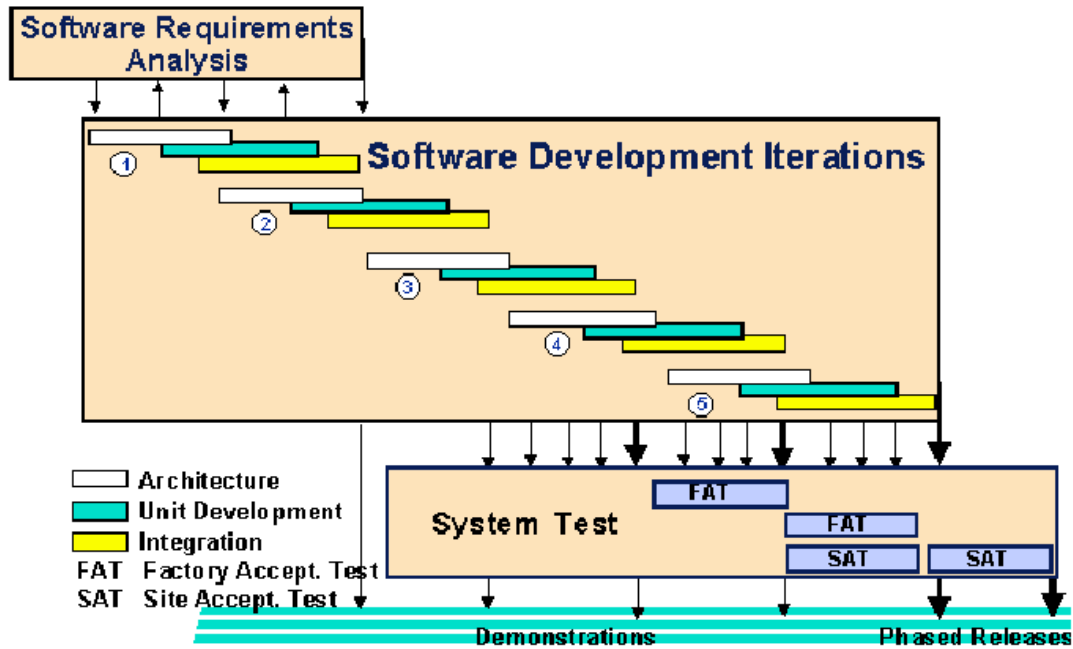 Software Requirements
Analysis
Software Development Iterations
1
2
3
4
5
Architecture
Unit Development
Integration
FAT Factory Accept. Test
SAT Site Accept. Test
System Test
FAT
FAT
SAT
SAT
Demonstrations
Phased Releases